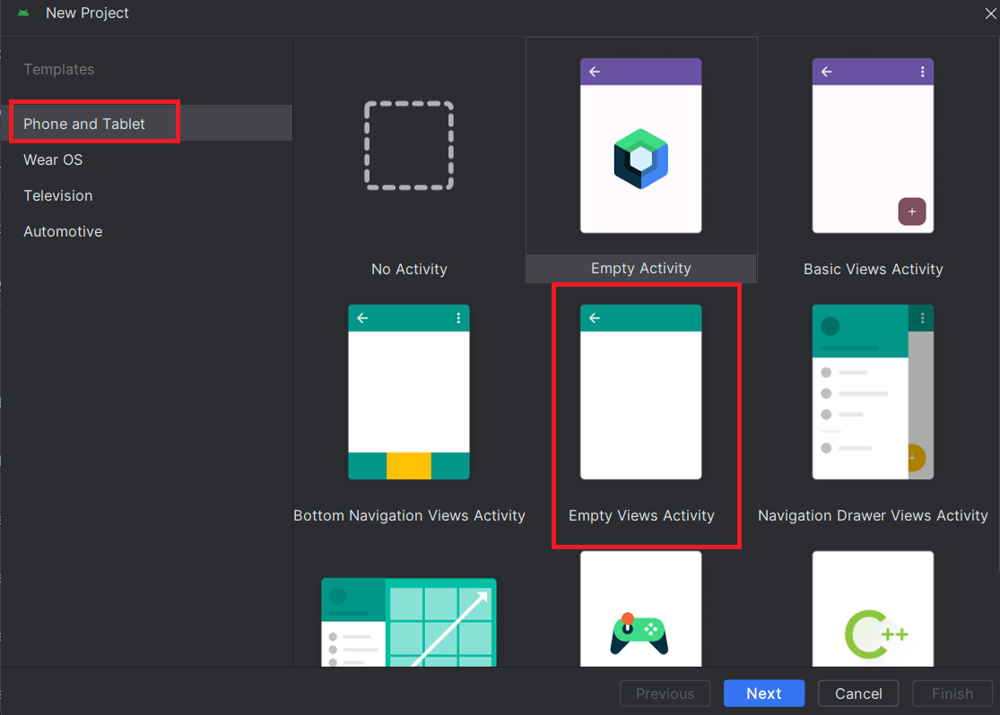 New Project
Templates
Phone and Tablet
Wear OS
Television
Automotive
No Activity
Empty Activity
Basic Views Activity
Bottom Navigation Views Activity
Empty Views Activity
Navigation Drawer Views Activity
C++
Previous
Next
Cancel
Finish